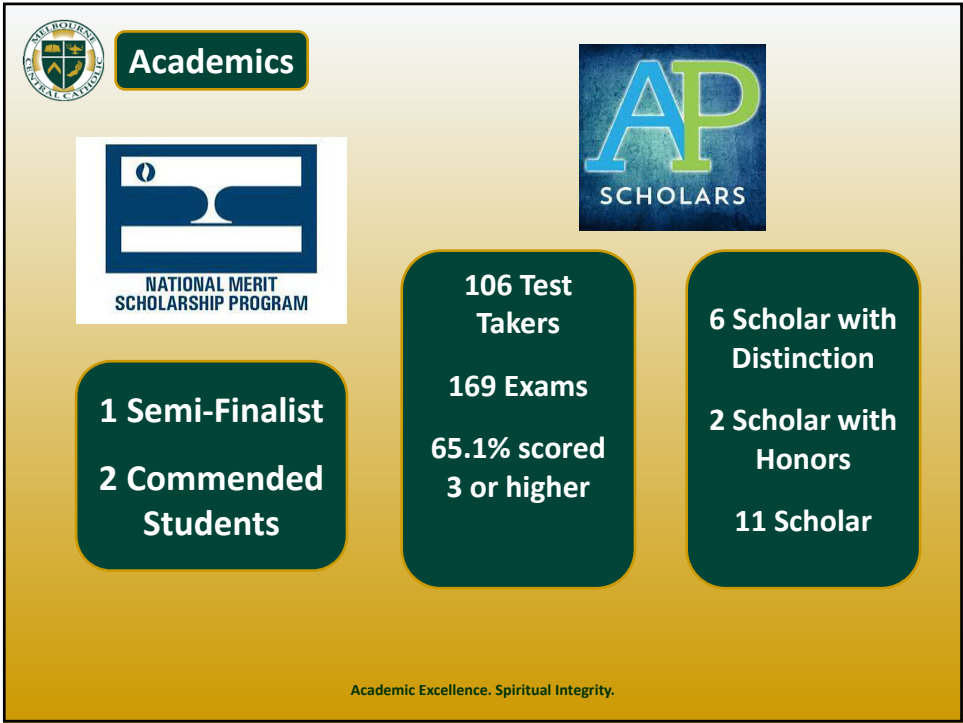 MELBOURNE
CENTRAL CATHOLIC
Academics
AP
SCHOLARS
NATIONAL MERIT
SCHOLARSHIP PROGRAM
1 Semi-Finalist
2 Commended
Students
106 Test
Takers
169 Exams
65.1% scored
3 or higher
6 Scholar with
Distinction
2 Scholar with
Honors
11 Scholar
Academic Excellence. Spiritual Integrity.